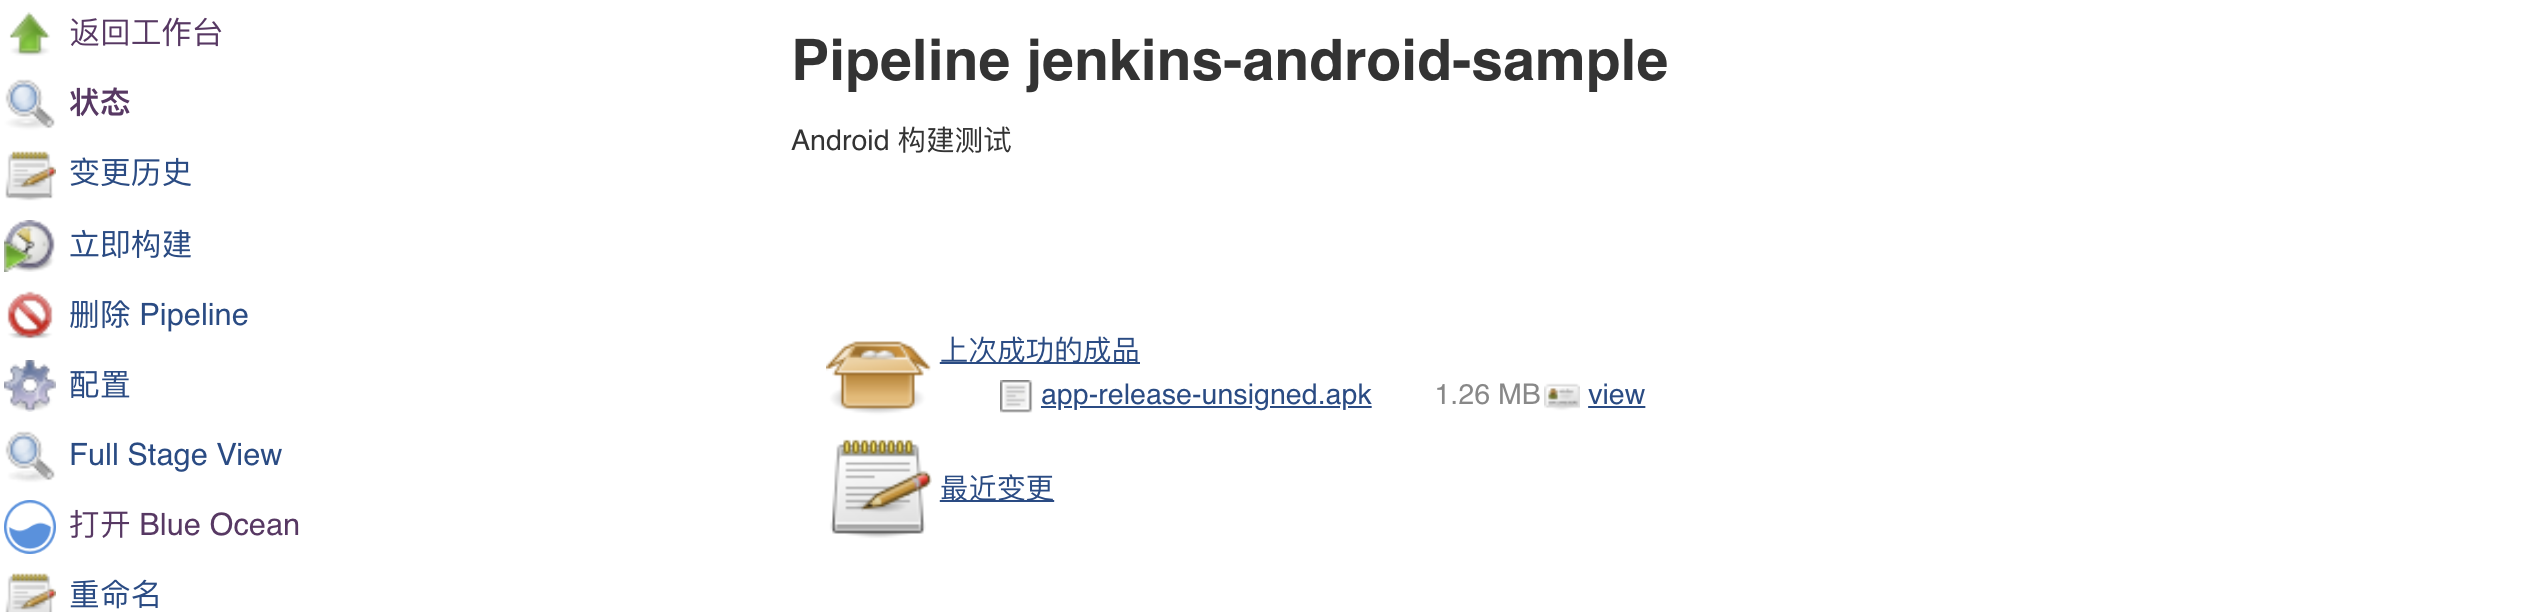 返回工作台
状态
变更历史
立即构建
删除 Pipeline
配置
Full Stage View
打开 Blue Ocean
重命名
Pipeline jenkins-android-sample
Android 构建测试
上次成功的成品
app-release-unsigned.apk 1.26 MB view
最近变更